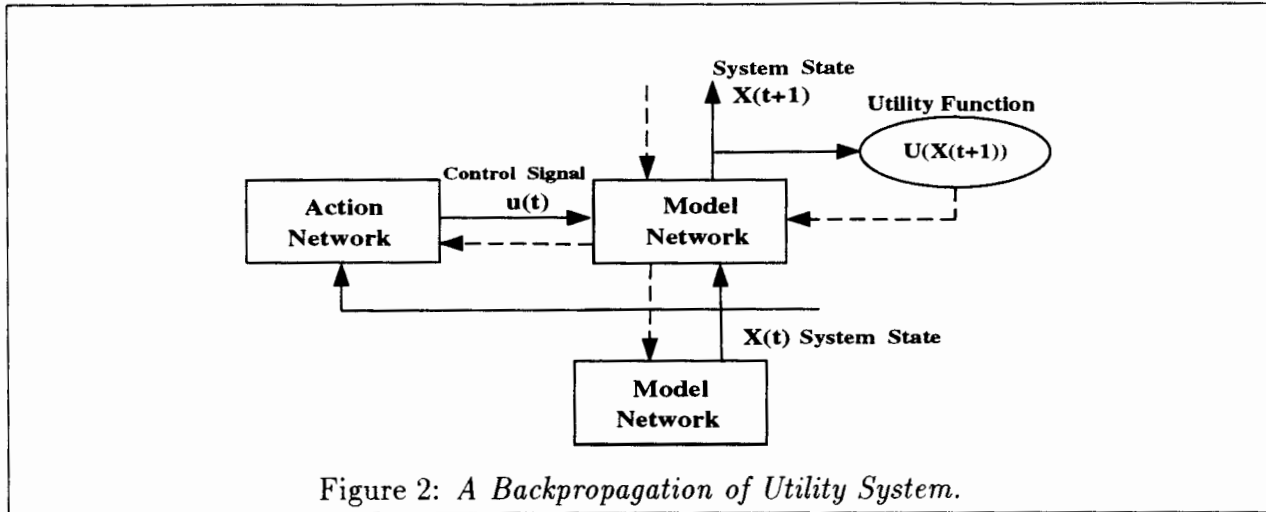 System State
X(t+1)
Utility Function
U(X(t+1))
Control Signal
u(t)
Action
Network
Model
Network
X(t) System State
Model
Network
Figure 2: A Backpropagation of Utility System.